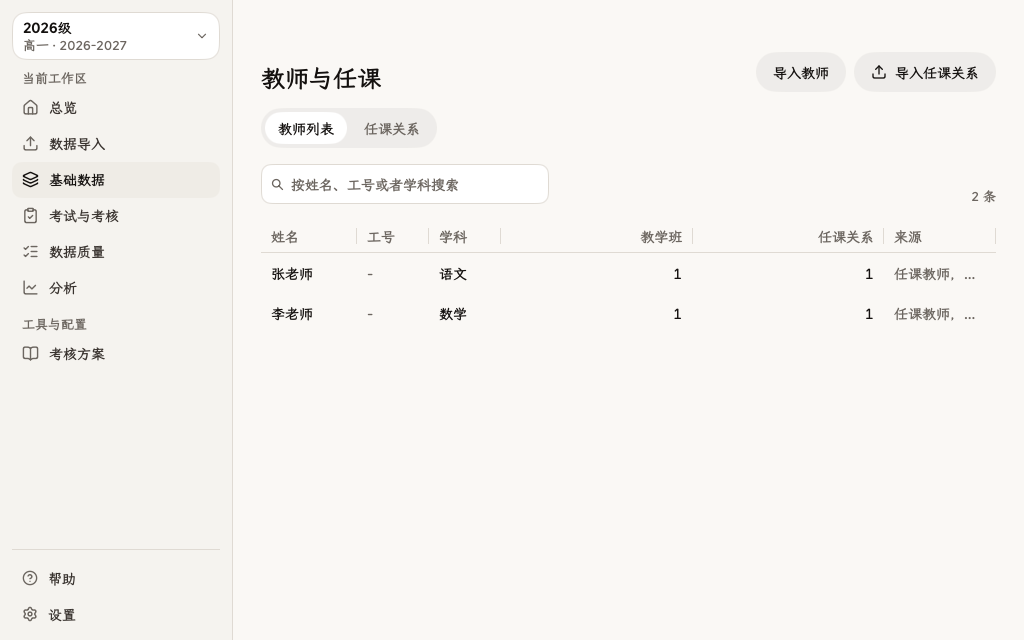 2026级
高一 · 2026-2027
当前工作区
总览
数据导入
基础数据
考试与考核
数据质量
分析
工具与配置
考核方案
帮助
设置
教师与任课
导入教师
导入任课关系
教师列表
任课关系
按姓名、工号或者学科搜索
2 条
姓名 工号 学科 教学班 任课关系 来源
张老师 - 语文 1 1 任课教师，...
李老师 - 数学 1 1 任课教师，...